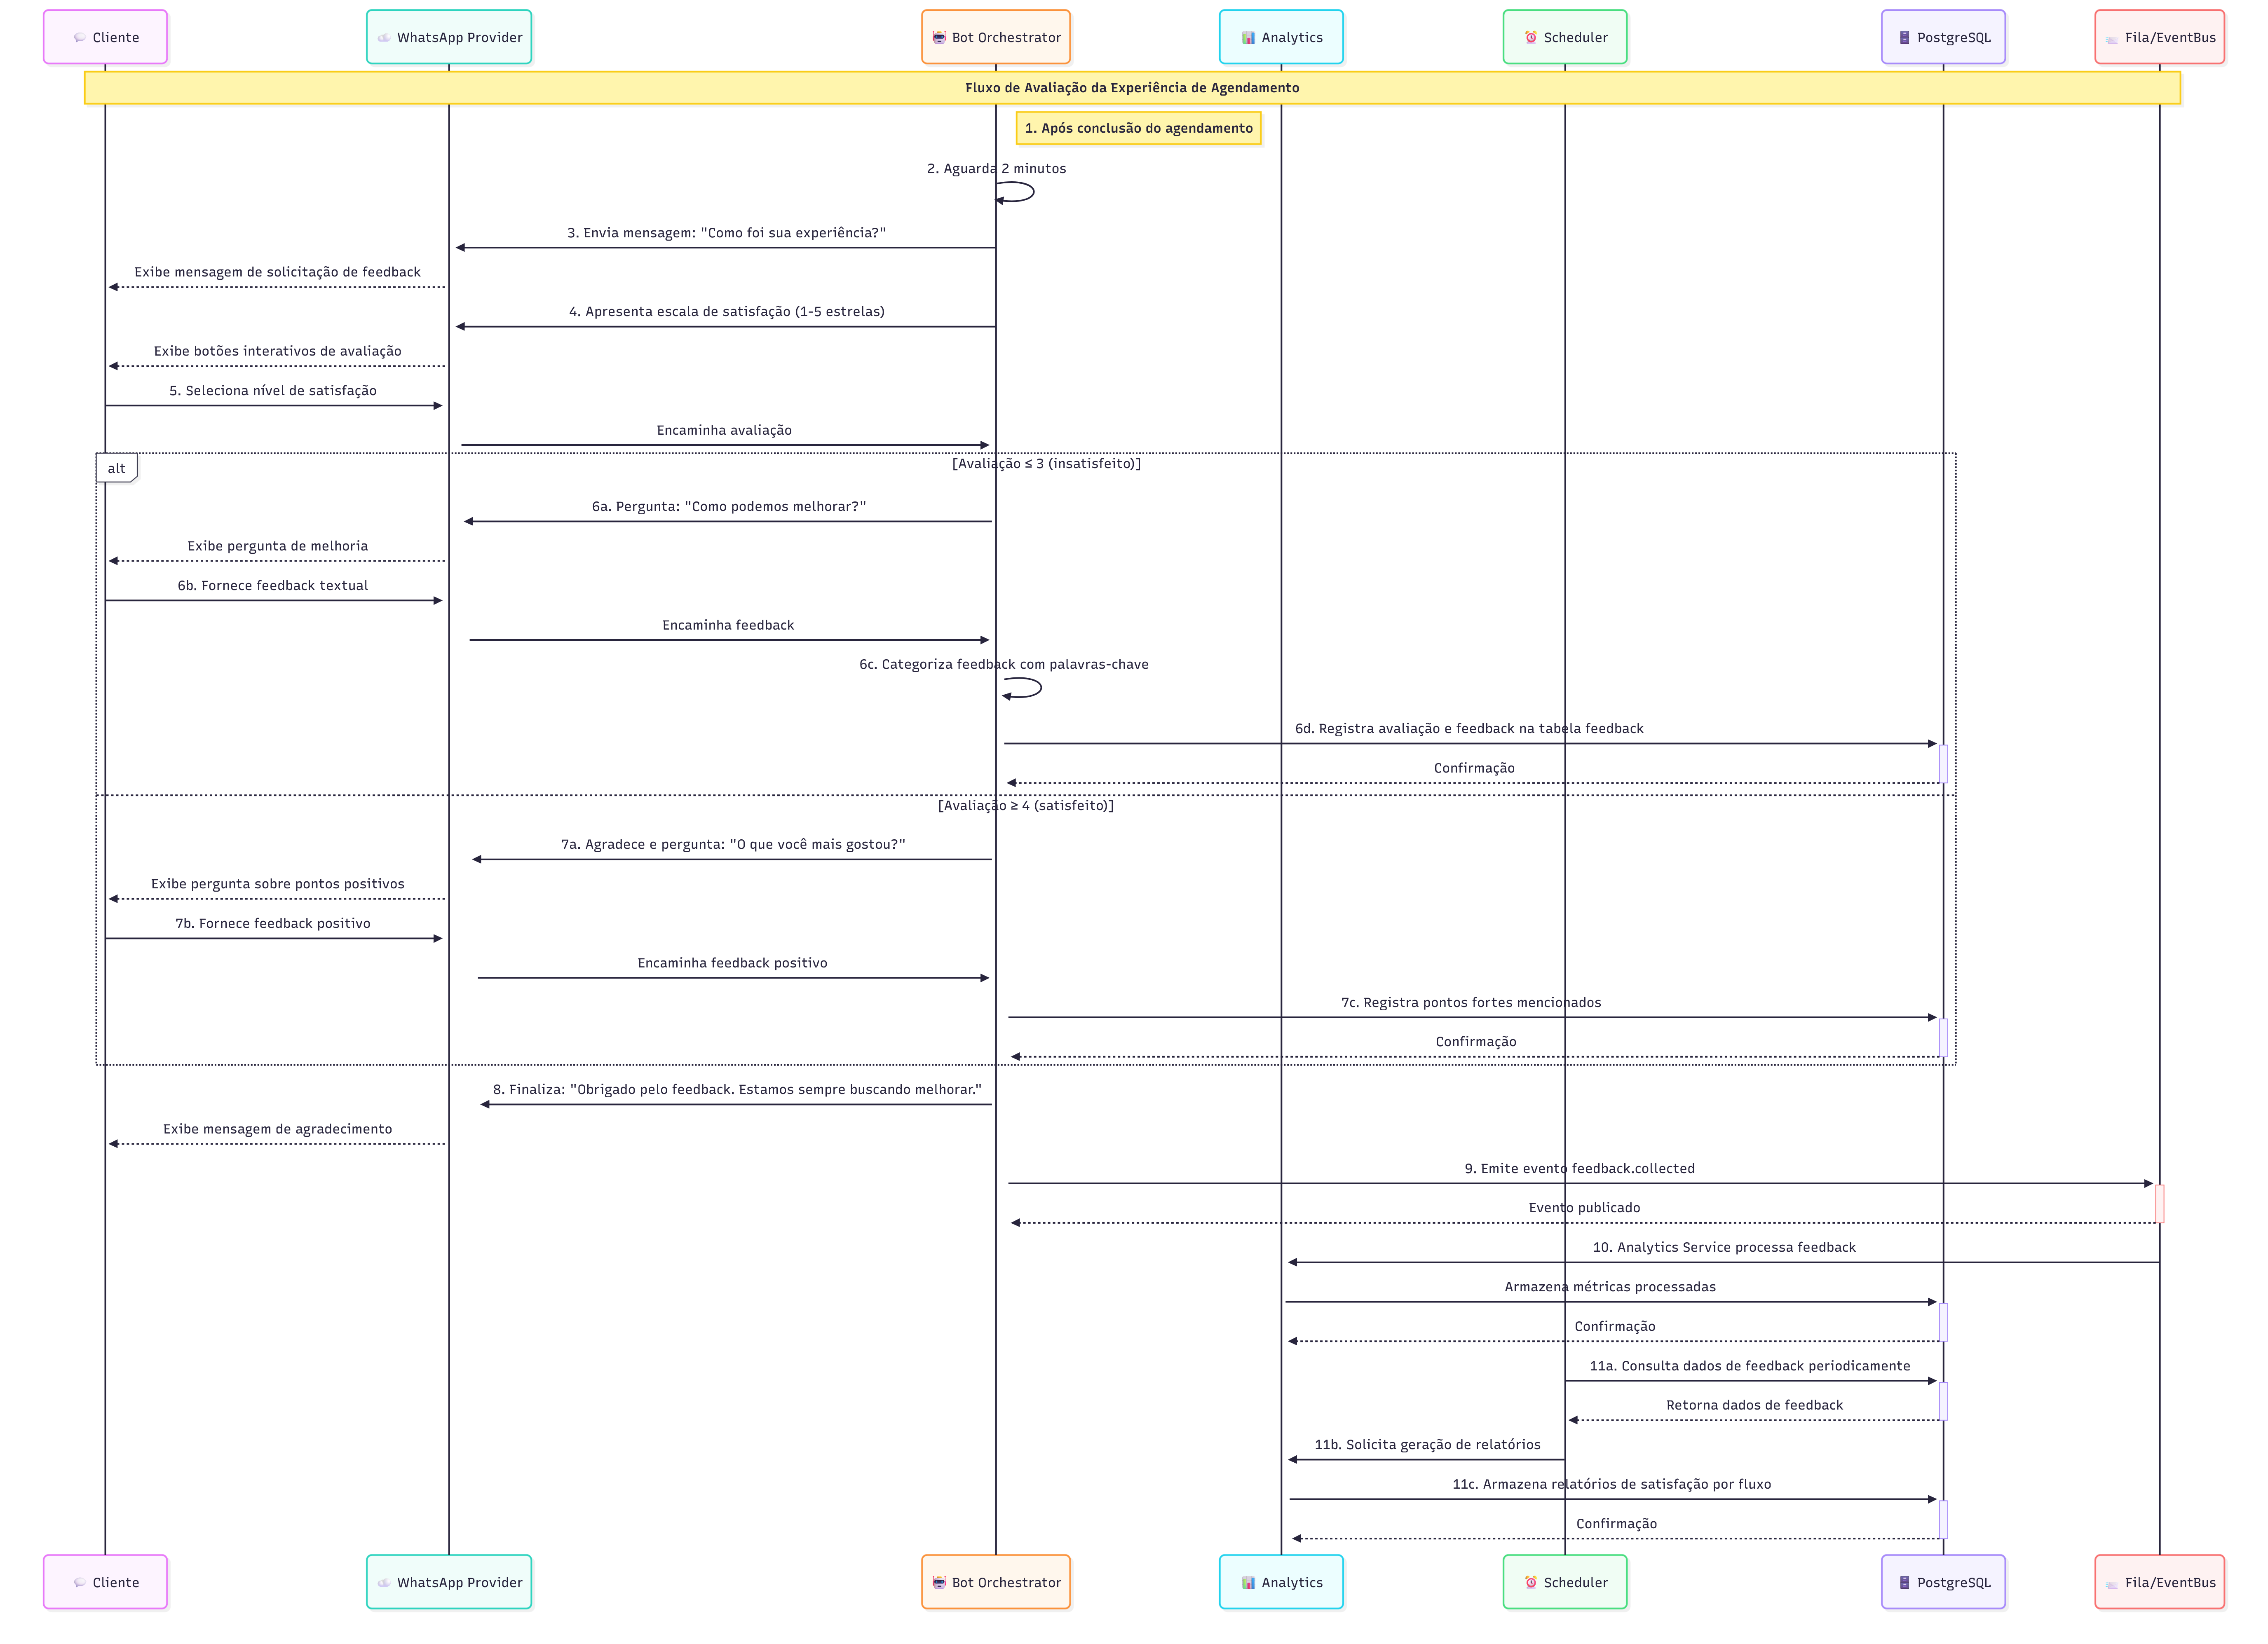 Cliente
WhatsApp Provider
Bot Orchestrator
Analytics
Scheduler
PostgreSQL
Fila/EventBus
Fluxo de Avaliação da Experiência de Agendamento
1. Após conclusão do agendamento
2. Aguarda 2 minutos
3. Envia mensagem: "Como foi sua experiência?"
Exibe mensagem de solicitação de feedback
4. Apresenta escala de satisfação (1-5 estrelas)
Exibe botões interativos de avaliação
5. Seleciona nível de satisfação
Encaminha avaliação
alt
[Avaliação ≤ 3 (insatisfeito)]
6a. Pergunta: "Como podemos melhorar?"
Exibe pergunta de melhoria
6b. Fornece feedback textual
Encaminha feedback
6c. Categoriza feedback com palavras-chave
6d. Registra avaliação e feedback na tabela feedback
Confirmação
[Avaliação ≥ 4 (satisfeito)]
7a. Agradece e pergunta: "O que você mais gostou?"
Exibe pergunta sobre pontos positivos
7b. Fornece feedback positivo
Encaminha feedback positivo
7c. Registra pontos fortes mencionados
Confirmação
8. Finaliza: "Obrigado pelo feedback. Estamos sempre buscando melhorar."
Exibe mensagem de agradecimento
9. Emite evento feedback.collected
Evento publicado
10. Analytics Service processa feedback
Armazena métricas processadas
Confirmação
11a. Consulta dados de feedback periodicamente
Retorna dados de feedback
11b. Solicita geração de relatórios
11c. Armazena relatórios de satisfação por fluxo
Confirmação
Cliente
WhatsApp Provider
Bot Orchestrator
Analytics
Scheduler
PostgreSQL
Fila/EventBus